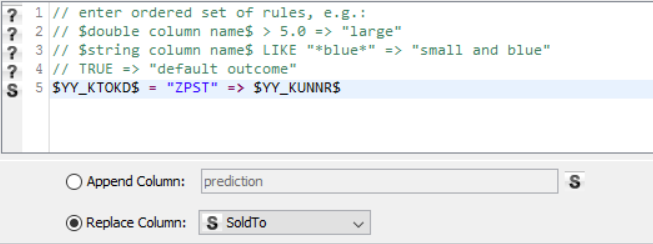 ? 1 // enter ordered set of rules, e.g.:
? 2 // $double column name$ > 5.0 => "large"
? 3 // $string column name$ LIKE "*blue*" => "small and blue"
? 4 // TRUE => "default outcome"
S 5 $YY_KTOKD$ = "ZPST" => $YY_KUNNR$
Append Column: prediction S
Replace Column: S SoldTo